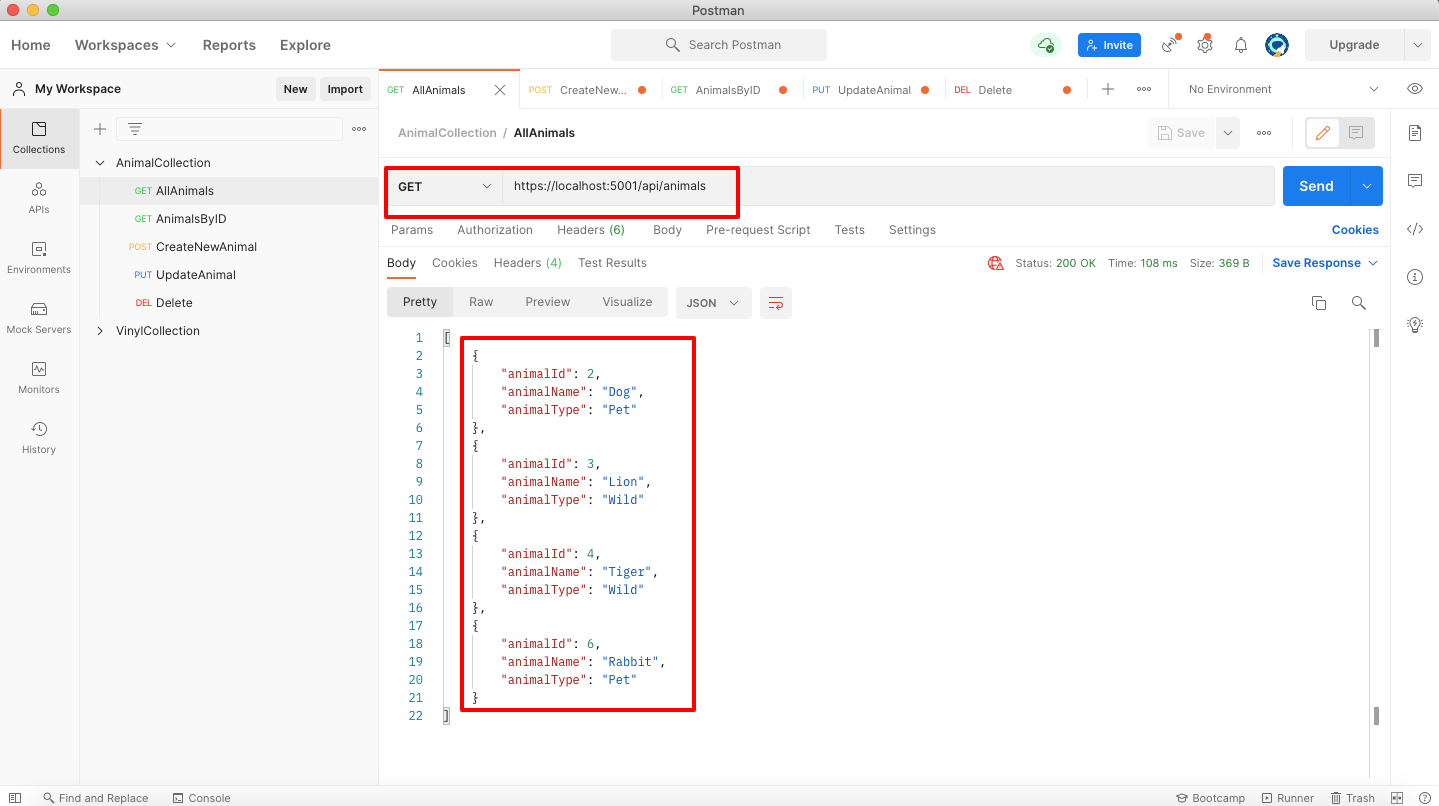 Postman
Home Workspaces Reports Explore Search Postman Invite Upgrade
My Workspace New Import GET AllAnimals POST CreateNew... GET AnimalsByID PUT UpdateAnimal DEL Delete No Environment
Collections
APIs
Environments
Mock Servers
Monitors
History
AnimalCollection
GET AllAnimals
GET AnimalsByID
POST CreateNewAnimal
PUT UpdateAnimal
DEL Delete
VinylCollection
AnimalCollection / AllAnimals Save
GET https://localhost:5001/api/animals Send
Params Authorization Headers (6) Body Pre-request Script Tests Settings Cookies
Body Cookies Headers (4) Test Results Status: 200 OK Time: 108 ms Size: 369 B Save Response
Pretty Raw Preview Visualize JSON
1 [
2 {
3 "animalId": 2,
4 "animalName": "Dog",
5 "animalType": "Pet"
6 },
7 {
8 "animalId": 3,
9 "animalName": "Lion",
10 "animalType": "Wild"
11 },
12 {
13 "animalId": 4,
14 "animalName": "Tiger",
15 "animalType": "Wild"
16 },
17 {
18 "animalId": 6,
19 "animalName": "Rabbit",
20 "animalType": "Pet"
21 }
22 ]
Find and Replace Console Bootcamp Runner Trash